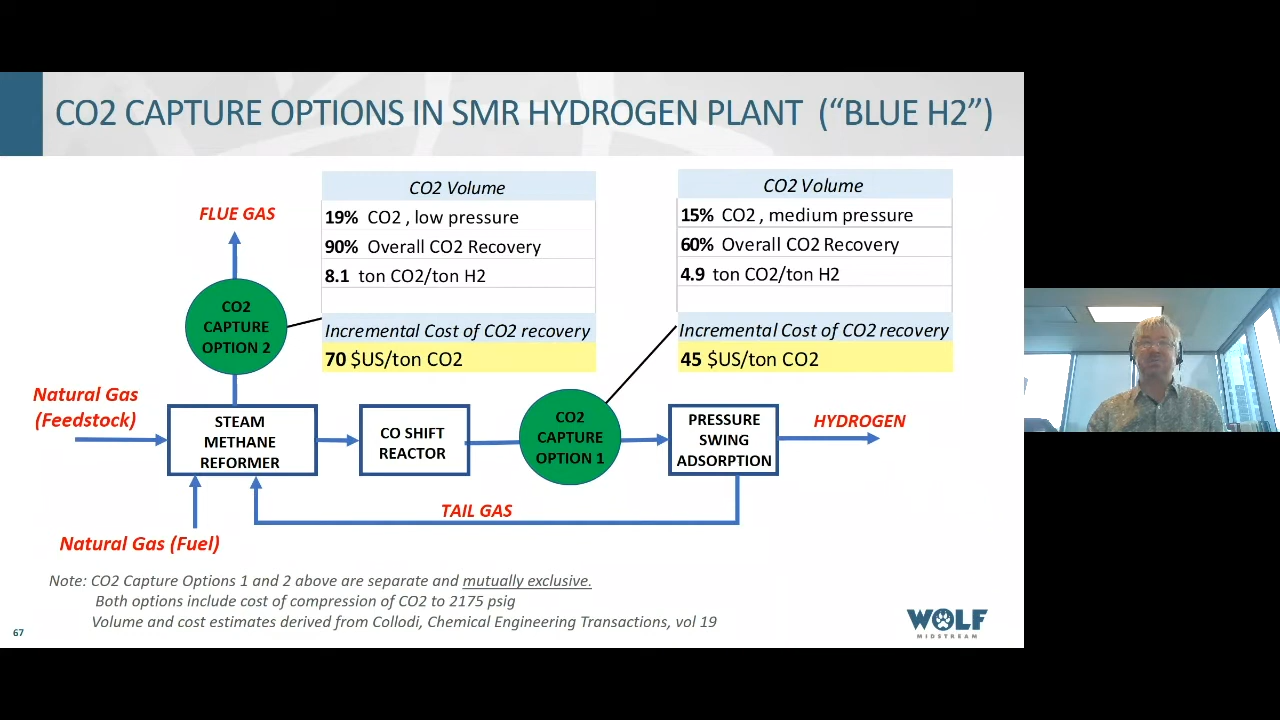 CO2 CAPTURE OPTIONS IN SMR HYDROGEN PLANT (“BLUE H2”)
CO2 Volume
19% CO2 , low pressure
90% Overall CO2 Recovery
8.1 ton CO2/ton H2
Incremental Cost of CO2 recovery
70 $US/ton CO2
CO2 Volume
15% CO2 , medium pressure
60% Overall CO2 Recovery
4.9 ton CO2/ton H2
Incremental Cost of CO2 recovery
45 $US/ton CO2
FLUE GAS
CO2
CAPTURE
OPTION 2
Natural Gas
(Feedstock)
STEAM
METHANE
REFORMER
CO SHIFT
REACTOR
CO2
CAPTURE
OPTION 1
PRESSURE
SWING
ADSORPTION
HYDROGEN
TAIL GAS
Natural Gas (Fuel)
Note: CO2 Capture Options 1 and 2 above are separate and mutually exclusive.
Both options include cost of compression of CO2 to 2175 psig
Volume and cost estimates derived from Collodi, Chemical Engineering Transactions, vol 19
67
WOLF
MIDSTREAM